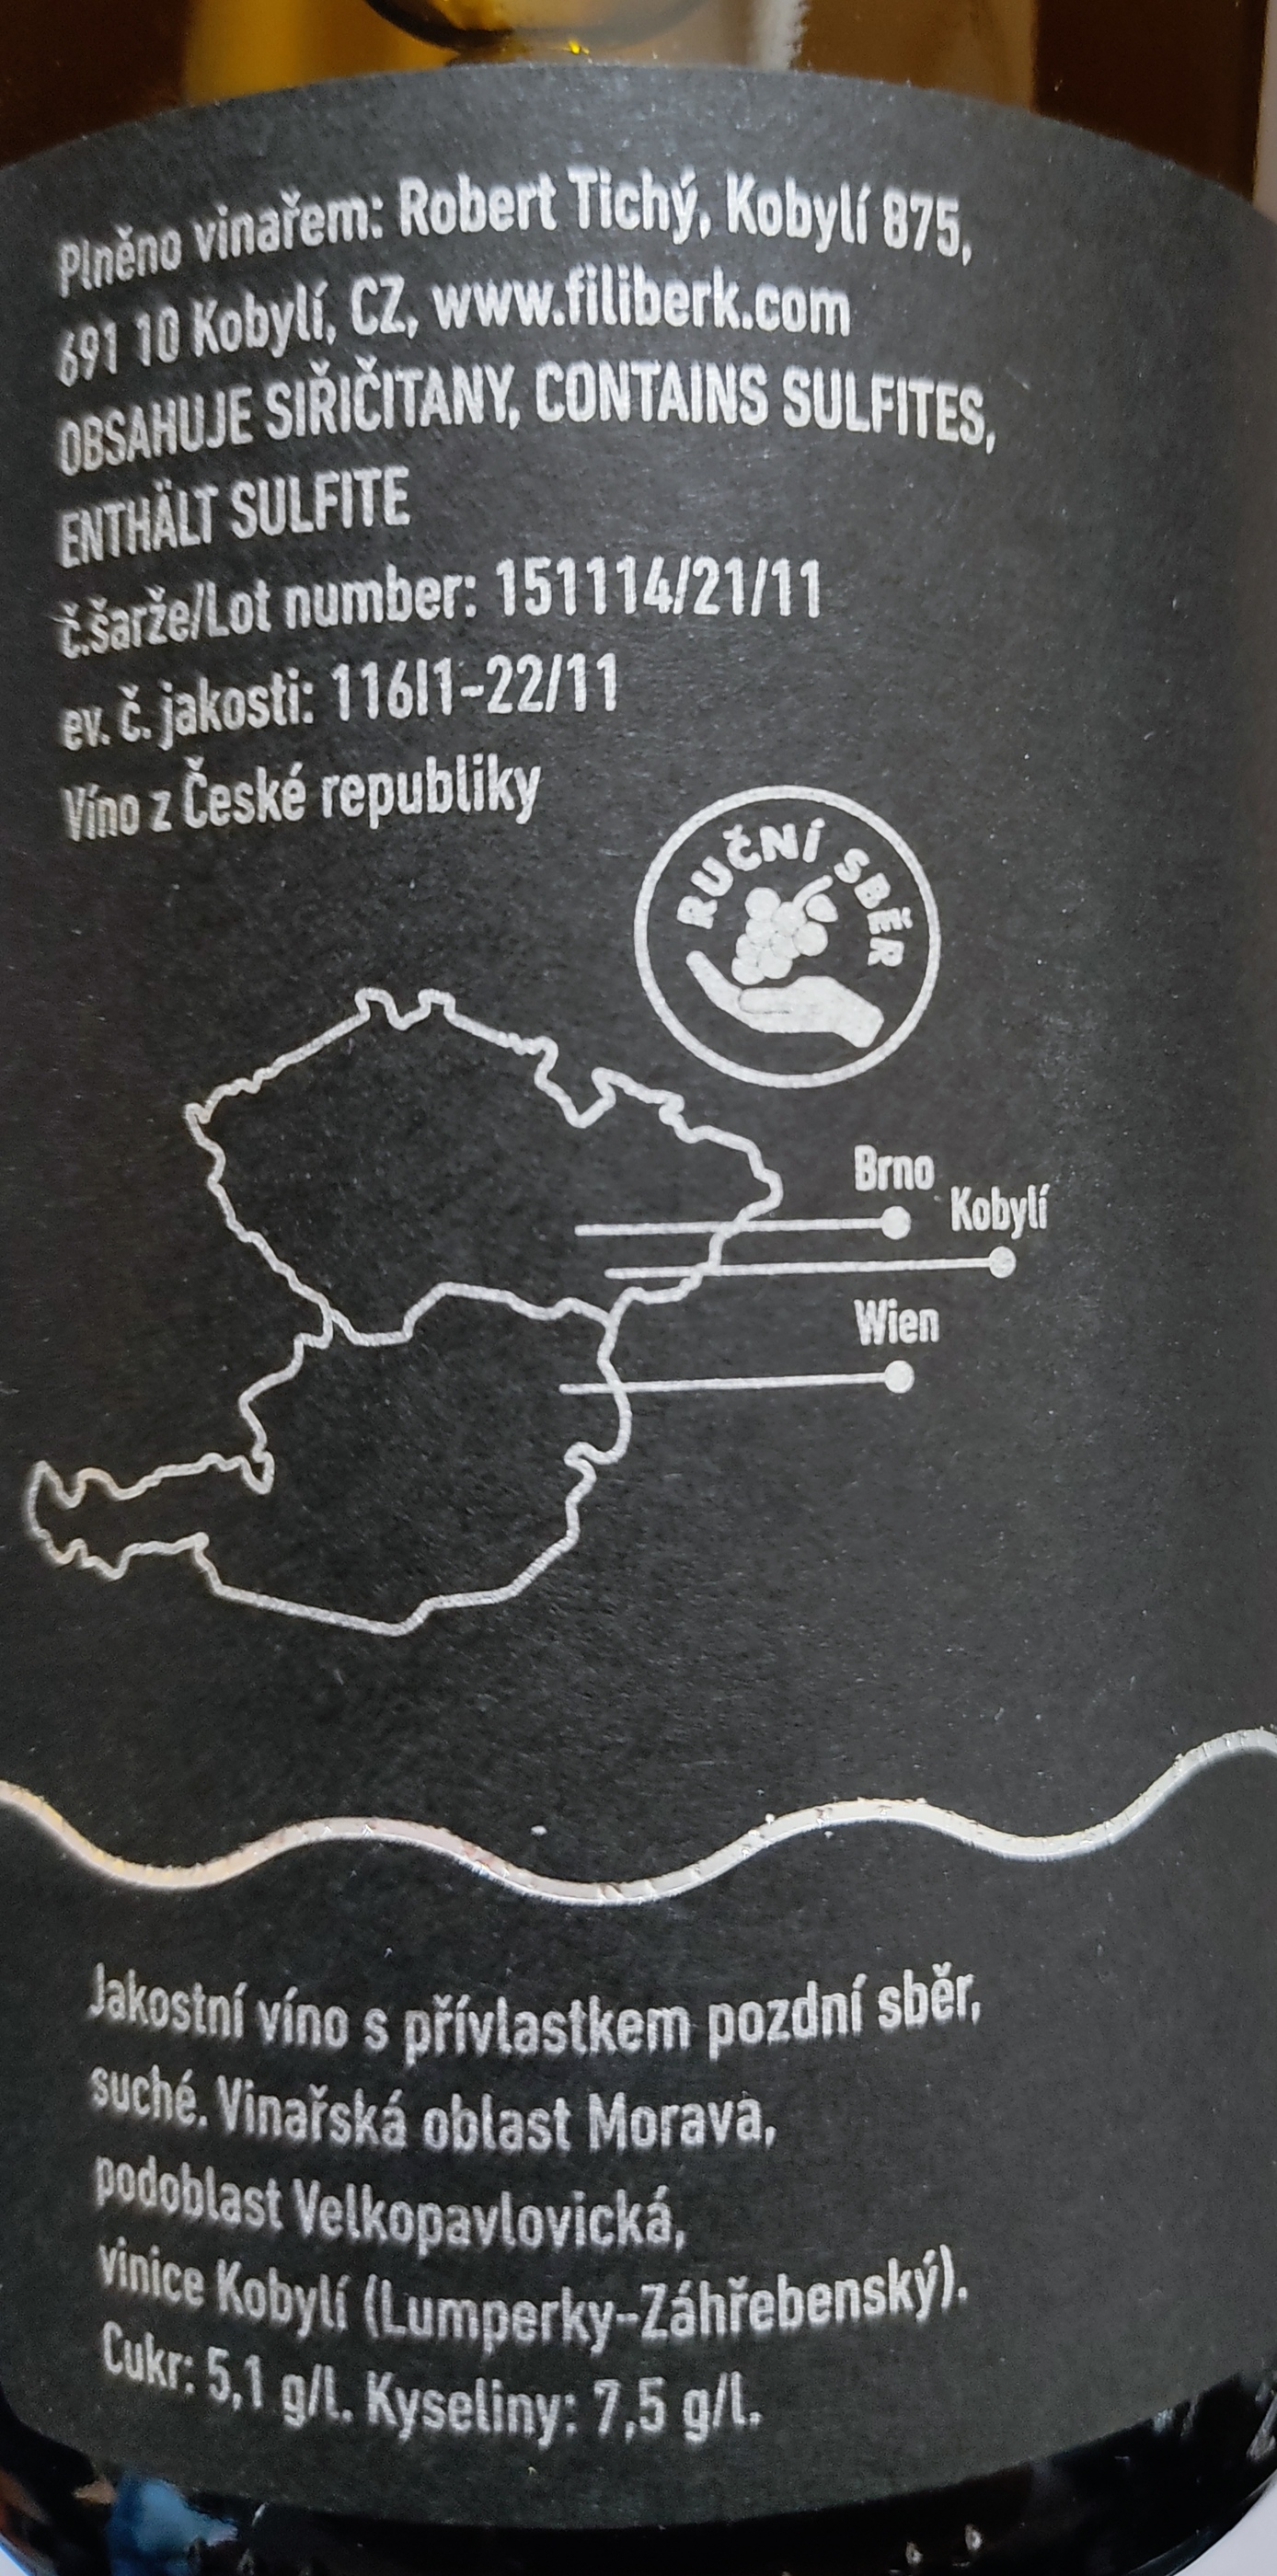 Plněno vinařem: Robert Tichý, Kobylí 875,
691 10 Kobylí, CZ, www.filiberk.com
OBSAHUJE SIŘIČITANY, CONTAINS SULFITES,
ENTHÄLT SULFITE
č.šarže/Lot number: 151114/21/11
ev. č. jakosti: 116I1-22/11
Víno z České republiky
RUČNÍ SBĚR
Brno
Kobylí
Wien
Jakostní víno s přívlastkem pozdní sběr,
suché. Vinařská oblast Morava,
podoblast Velkopavlovická,
vinice Kobylí (Lumperky-Záhřebenský).
Cukr: 5,1 g/l. Kyseliny: 7,5 g/l.